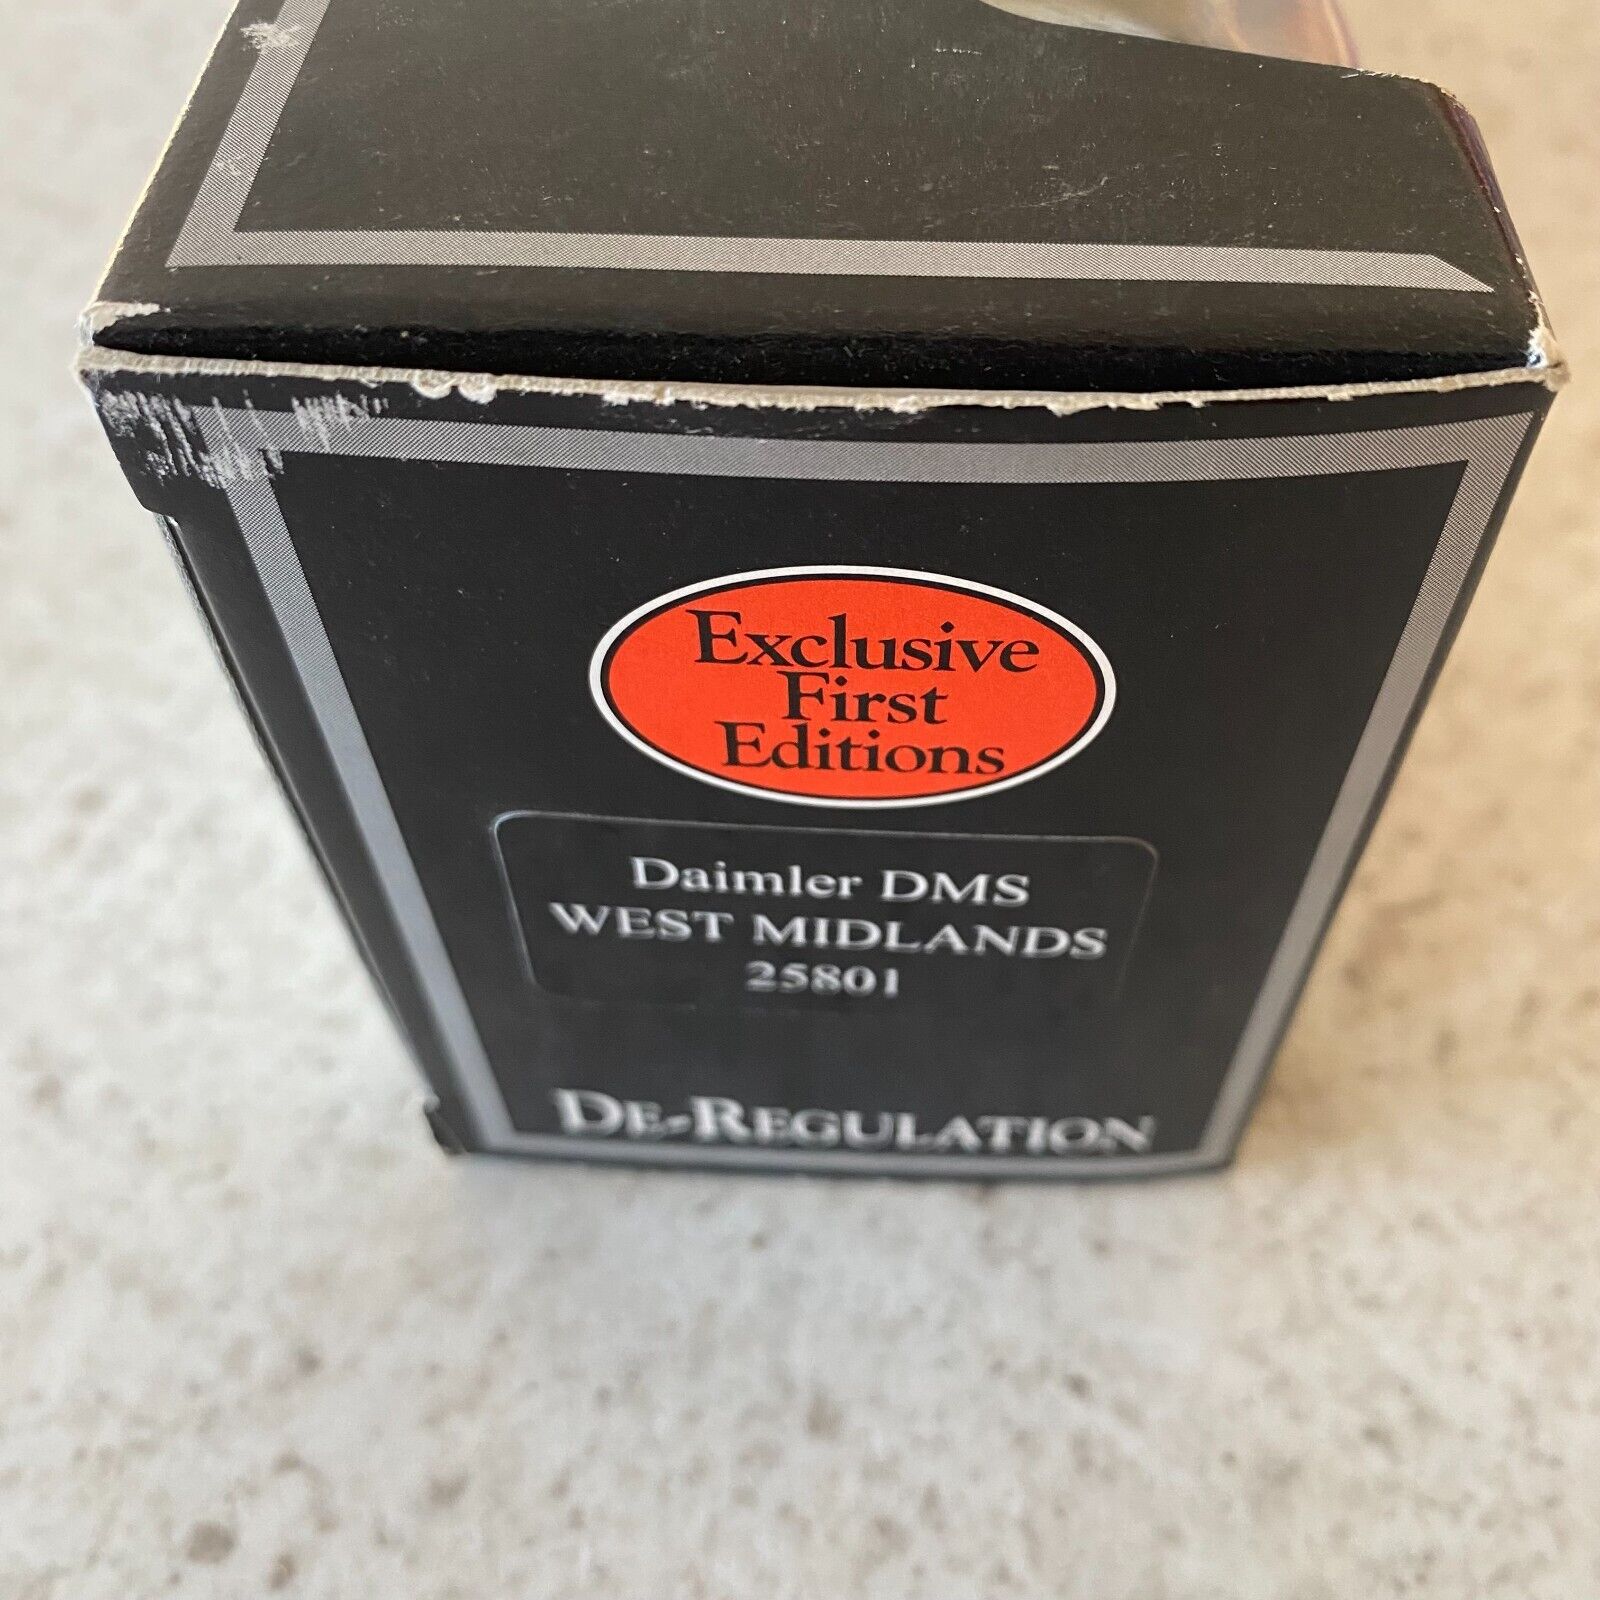 Exclusive
First
Editions
Daimler DMS
WEST MIDLANDS
25801
DE-REGULATION